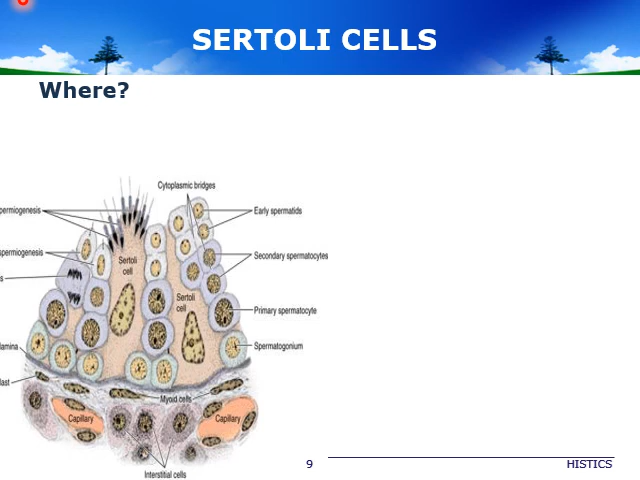 SERTOLI CELLS
Where?
Cytoplasmic bridges
permiogenesis
Early spermatids
spermiogenesis
Secondary spermatocytes
Sertoli
cell
s
Sertoli
cell
Primary spermatocyte
lamina
Spermatogonium
last
Myoid cells
Capillary
Capillary
Interstitial cells
9
HISTICS